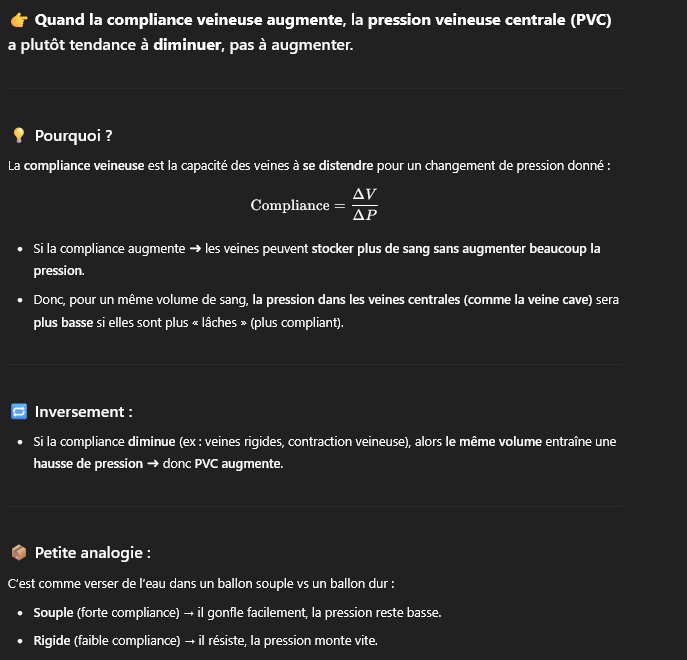 👉 Quand la compliance veineuse augmente, la pression veineuse centrale (PVC)
a plutôt tendance à diminuer, pas à augmenter.
💡 Pourquoi ?
La compliance veineuse est la capacité des veines à se distendre pour un changement de pression donné :
Compliance = ΔV/ΔP
• Si la compliance augmente → les veines peuvent stocker plus de sang sans augmenter beaucoup la
pression.
• Donc, pour un même volume de sang, la pression dans les veines centrales (comme la veine cave) sera
plus basse si elles sont plus « lâches » (plus compliant).
🔁 Inversement :
• Si la compliance diminue (ex : veines rigides, contraction veineuse), alors le même volume entraîne une
hausse de pression → donc PVC augmente.
📦 Petite analogie :
C'est comme verser de l'eau dans un ballon souple vs un ballon dur :
• Souple (forte compliance) → il gonfle facilement, la pression reste basse.
• Rigide (faible compliance) → il résiste, la pression monte vite.